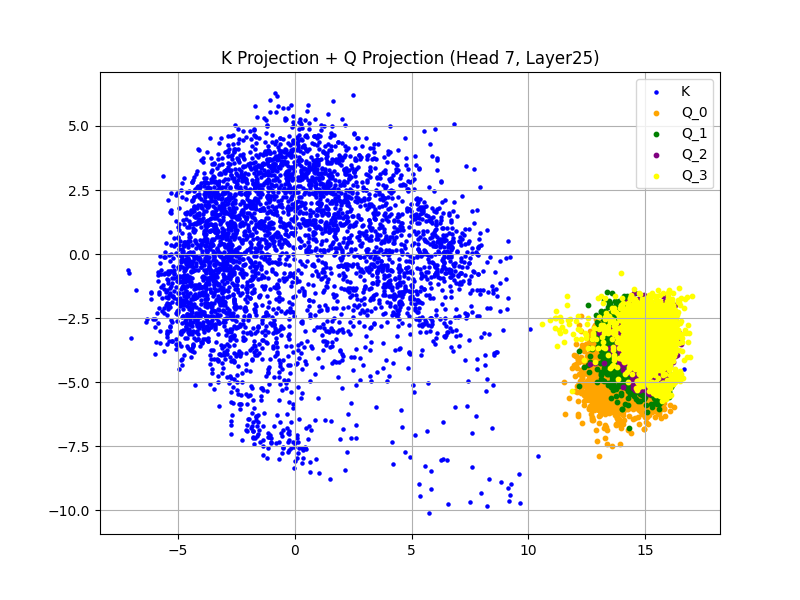 K Projection + Q Projection (Head 7, Layer25)
K
Q_0
Q_1
Q_2
Q_3
5.0
2.5
0.0
−2.5
−5.0
−7.5
−10.0
−5
0
5
10
15